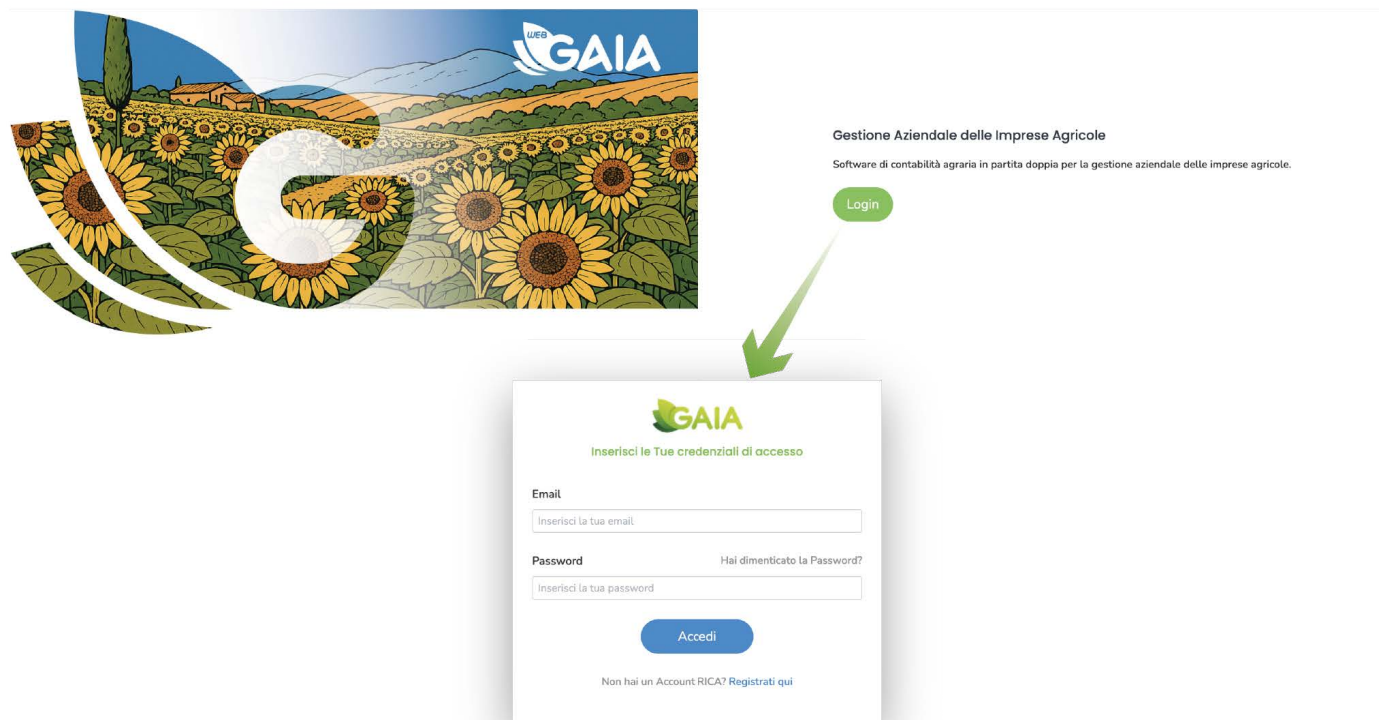 WEB
GAIA
Gestione Aziendale delle Imprese Agricole
Software di contabilità agraria in partita doppia per la gestione aziendale delle imprese agricole.
Login
GAIA
Inserisci le Tue credenziali di accesso
Email
Inserisci la tua email
Password Hai dimenticato la Password?
Inserisci la tua password
Accedi
Non hai un Account RICA? Registrati qui